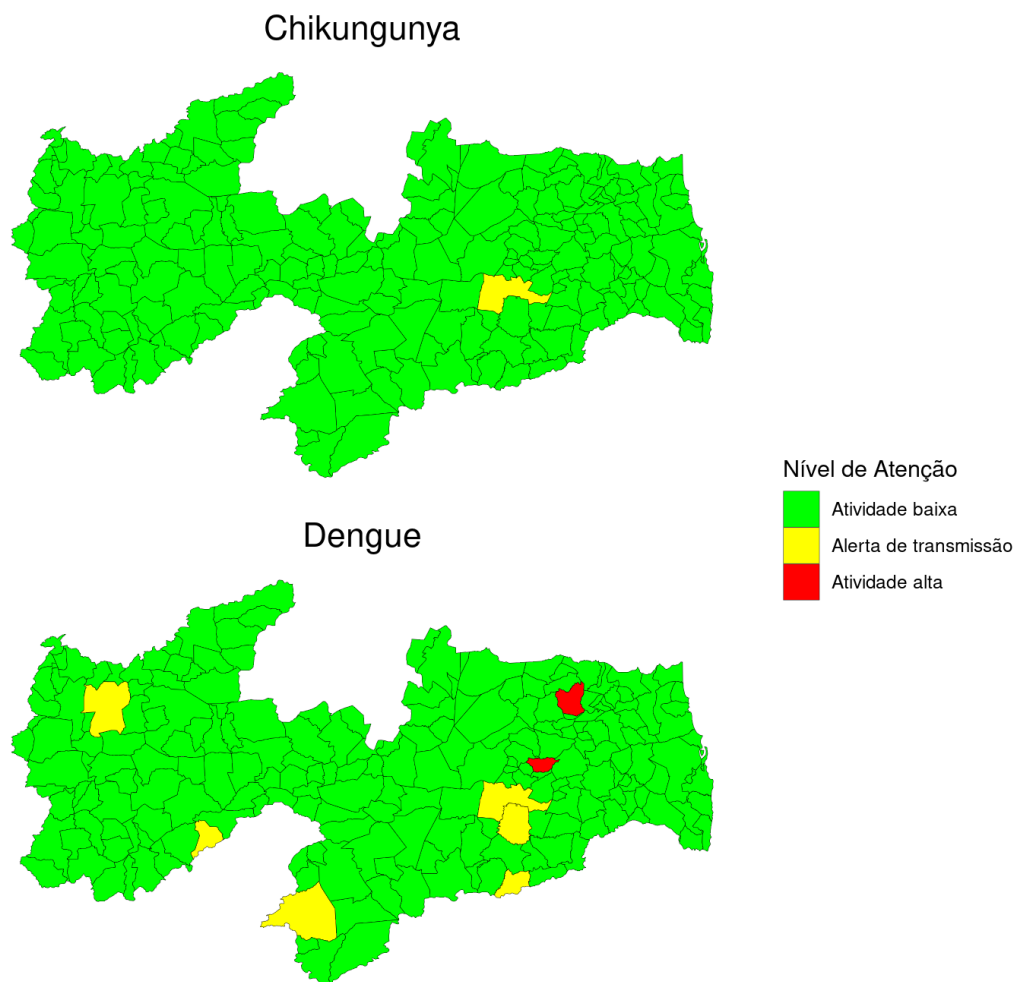 Chikungunya
Nível de Atenção
Atividade baixa
Alerta de transmissão
Atividade alta
Dengue